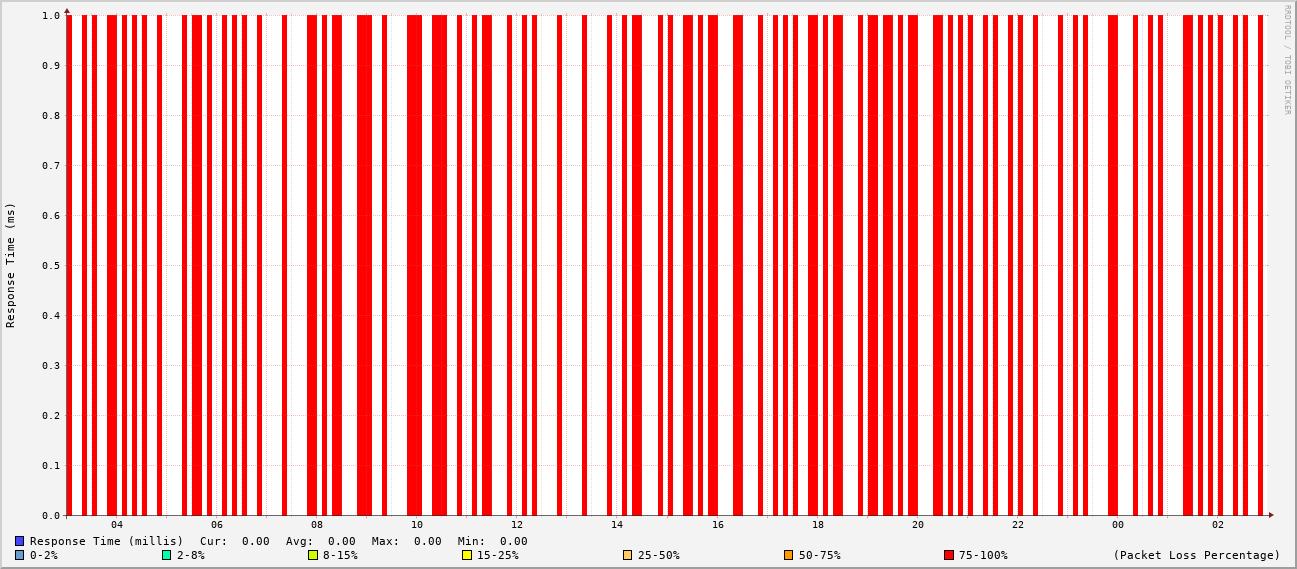 1.0
0.9
0.8
0.7
0.6
0.5
0.4
0.3
0.2
0.1
0.0
Response Time (ms)
RRDTOOL / TOBI OETIKER
04 06 08 10 12 14 16 18 20 22 00 02
Response Time (millis) Cur: 0.00 Avg: 0.00 Max: 0.00 Min: 0.00
0-2% 2-8% 8-15% 15-25% 25-50% 50-75% 75-100% (Packet Loss Percentage)